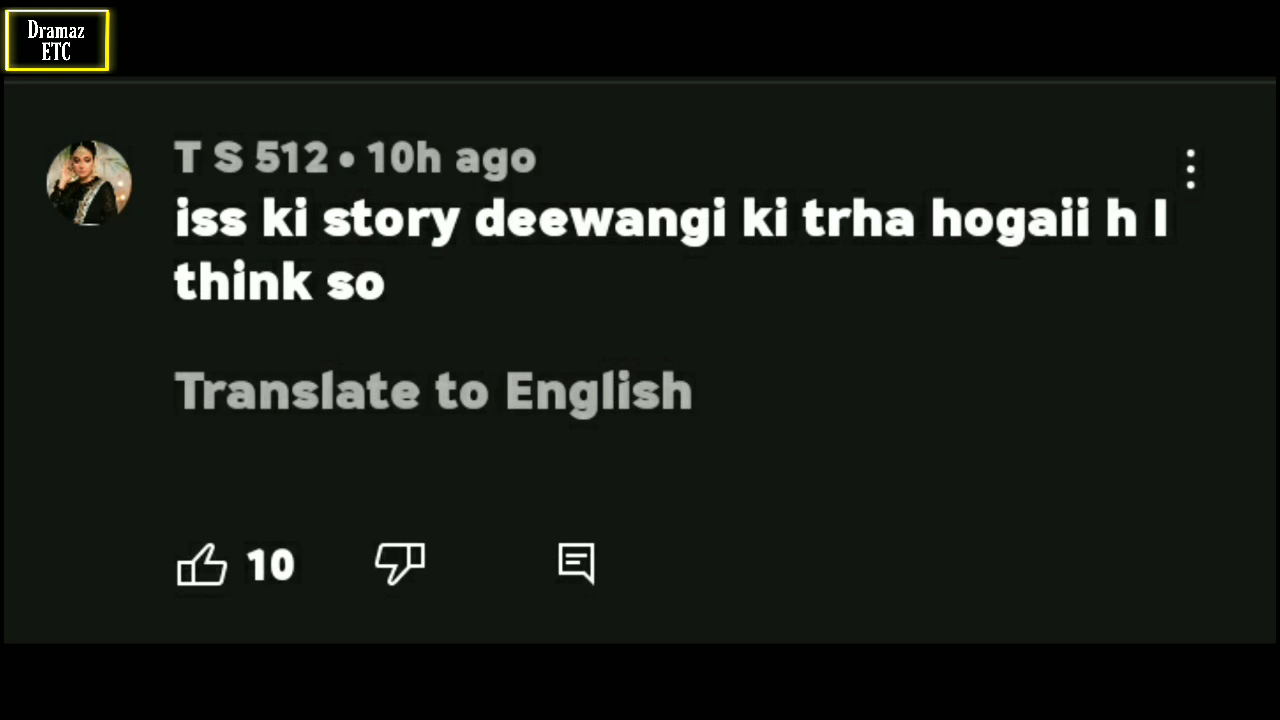 Dramaz
ETC
T S 512 • 10h ago
iss ki story deewangi ki trha hogaii h I
think so
Translate to English
10